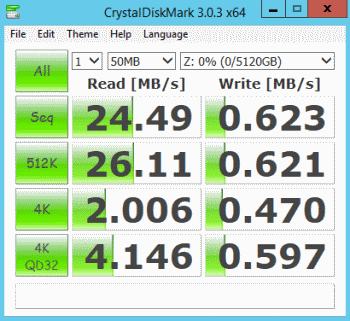 CrystalDiskMark 3.0.3 x64
File Edit Theme Help Language
All 1 50MB Z: 0% (0/5120GB)
Read [MB/s] Write [MB/s]
Seq 24.49 0.623
512K 26.11 0.621
4K 2.006 0.470
4K QD32 4.146 0.597